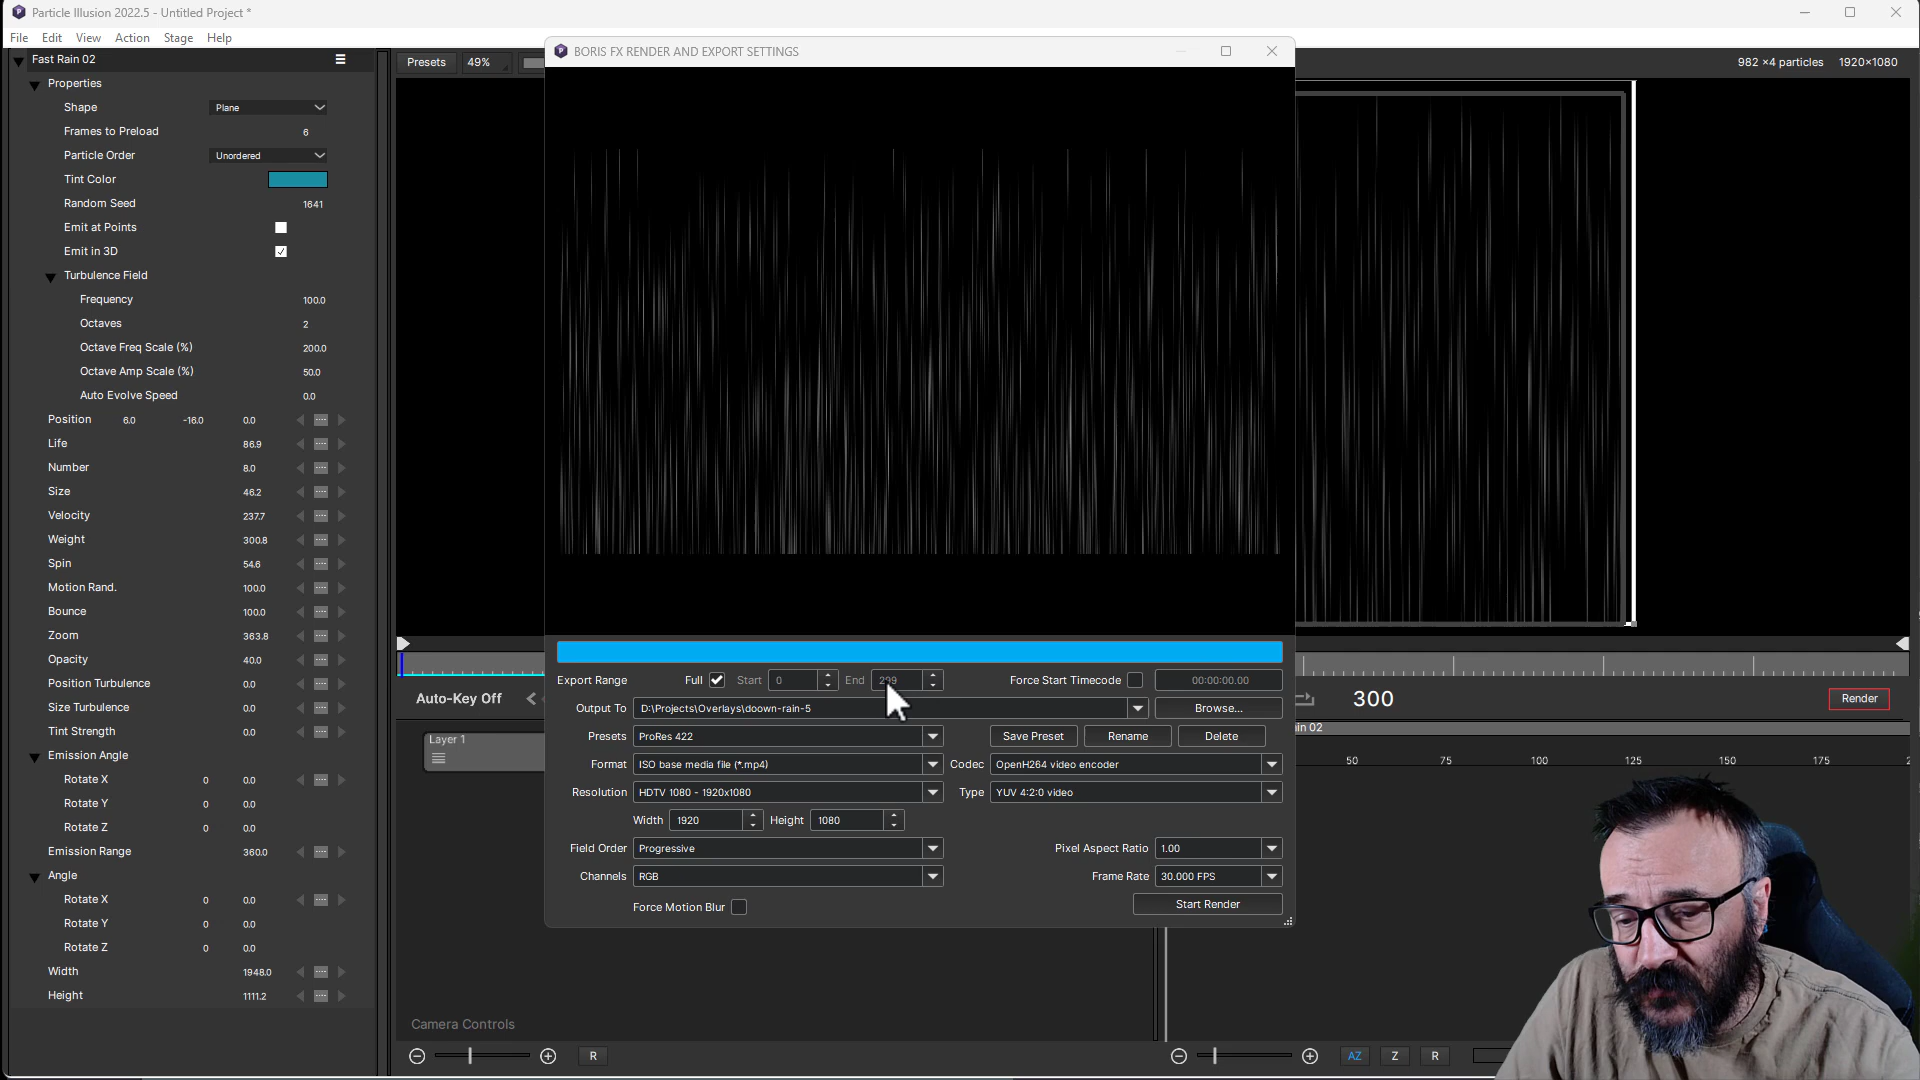 Particle Illusion 2022.5 - Untitled Project *
File Edit View Action Stage Help
Fast Rain 02
Properties
Shape Plane
Frames to Preload 6
Particle Order Unordered
Tint Color
Random Seed 1641
Emit at Points
Emit in 3D
Turbulence Field
Frequency 100.0
Octaves 2
Octave Freq Scale (%) 200.0
Octave Amp Scale (%) 50.0
Auto Evolve Speed 0.0
Position 6.0 -16.0 0.0
Life 86.9
Number 8.0
Size 46.2
Velocity 237.7
Weight 300.8
Spin 54.6
Motion Rand. 100.0
Bounce 100.0
Zoom 363.8
Opacity 40.0
Position Turbulence 0.0
Size Turbulence 0.0
Tint Strength 0.0
Emission Angle
Rotate X 0 0.0
Rotate Y 0 0.0
Rotate Z 0 0.0
Emission Range 360.0
Angle
Rotate X 0 0.0
Rotate Y 0 0.0
Rotate Z 0 0.0
Width 1948.0
Height 1111.2
Presets 49%
982 ×4 particles 1920×1080
BORIS FX RENDER AND EXPORT SETTINGS
Export Range Full Start 0 End Force Start Timecode 00:00:00.00
Output To D:\Projects\Overlays\doown-rain-5 Browse...
Presets ProRes 422 Save Preset Rename Delete
Format ISO base media file (*.mp4) Codec OpenH264 video encoder
Resolution HDTV 1080 - 1920x1080 Type YUV 4:2:0 video
Width 1920 Height 1080
Field Order Progressive Pixel Aspect Ratio 1.00
Channels RGB Frame Rate 30.000 FPS
Force Motion Blur Start Render
Auto-Key Off
300
Render
02
Layer 1
50 75 100 125 150 175
Camera Controls
R
AZ Z R